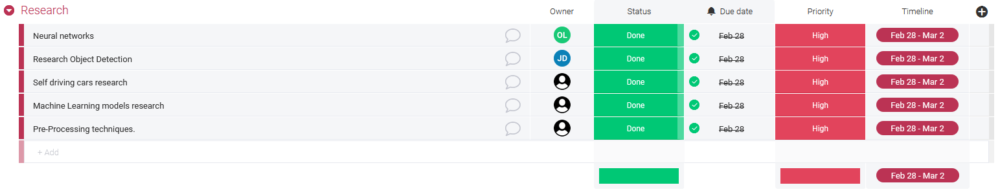 Research Owner Status Due date Priority Timeline
Neural networks OL Done Feb 28 High Feb 28 - Mar 2
Research Object Detection JD Done Feb 28 High Feb 28 - Mar 2
Self driving cars research Done Feb 28 High Feb 28 - Mar 2
Machine Learning models research Done Feb 28 High Feb 28 - Mar 2
Pre-Processing techniques. Done Feb 28 High Feb 28 - Mar 2
+ Add
Feb 28 - Mar 2